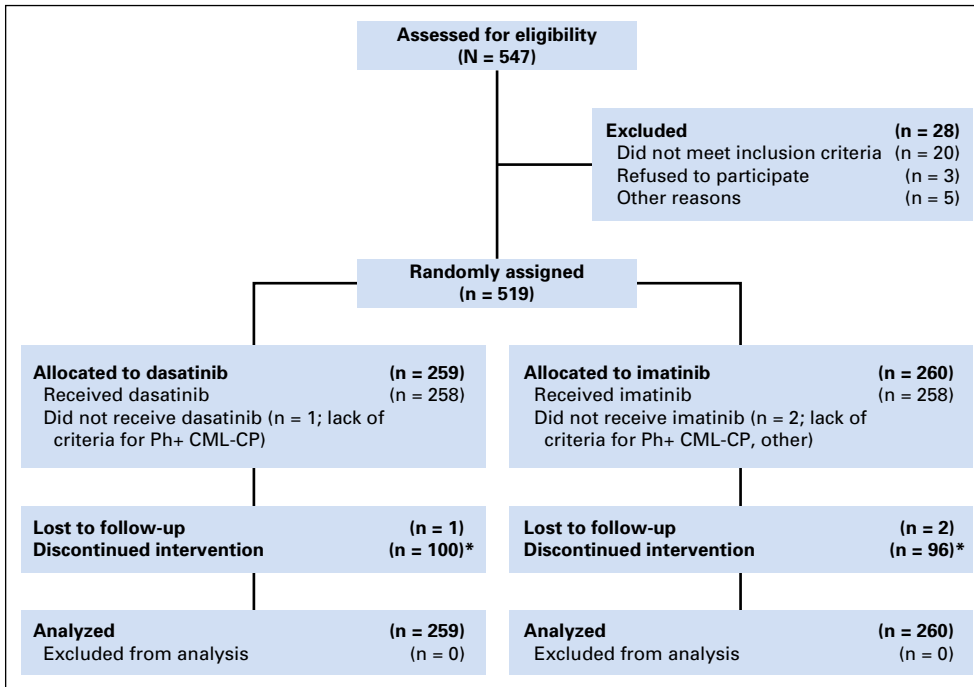 Assessed for eligibility
(N = 547)
Excluded (n = 28)
Did not meet inclusion criteria (n = 20)
Refused to participate (n = 3)
Other reasons (n = 5)
Randomly assigned
(n = 519)
Allocated to dasatinib (n = 259)
Received dasatinib (n = 258)
Did not receive dasatinib (n = 1; lack of
criteria for Ph+ CML-CP)
Allocated to imatinib (n = 260)
Received imatinib (n = 258)
Did not receive imatinib (n = 2; lack of
criteria for Ph+ CML-CP, other)
Lost to follow-up (n = 1)
Discontinued intervention (n = 100)*
Lost to follow-up (n = 2)
Discontinued intervention (n = 96)*
Analyzed (n = 259)
Excluded from analysis (n = 0)
Analyzed (n = 260)
Excluded from analysis (n = 0)